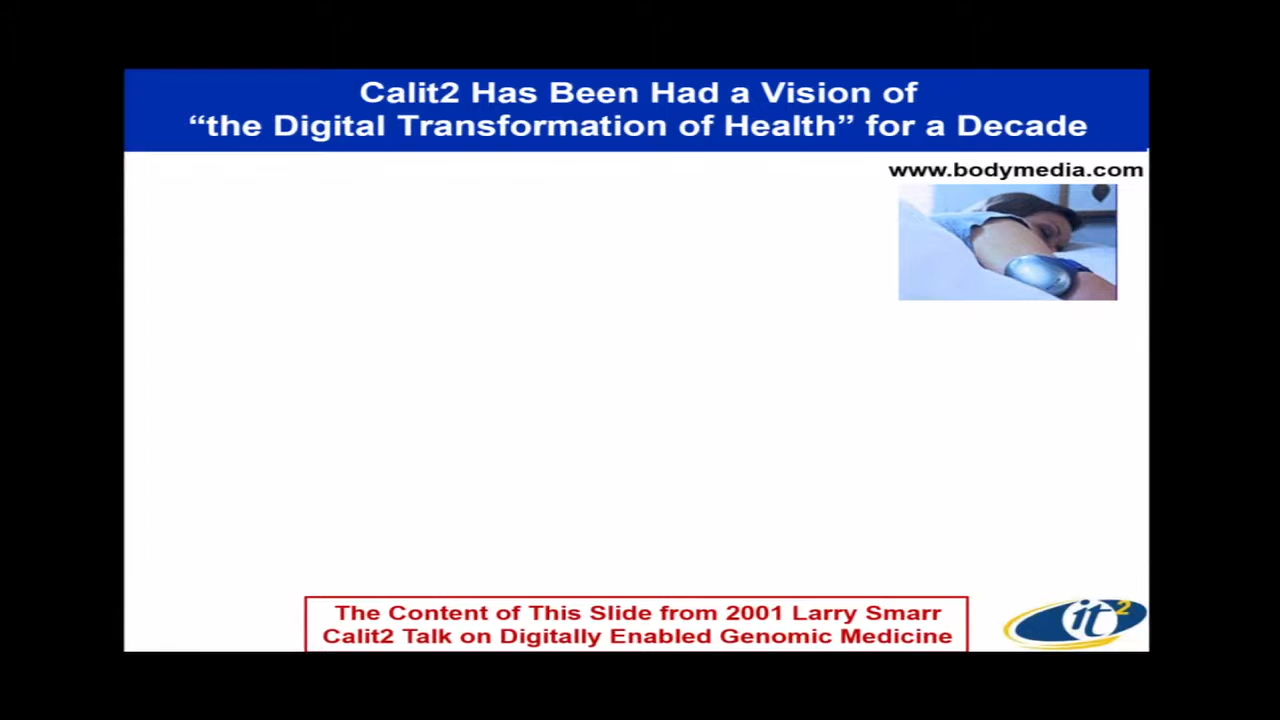 Calit2 Has Been Had a Vision of
“the Digital Transformation of Health” for a Decade
www.bodymedia.com
The Content of This Slide from 2001 Larry Smarr
Calit2 Talk on Digitally Enabled Genomic Medicine
it2